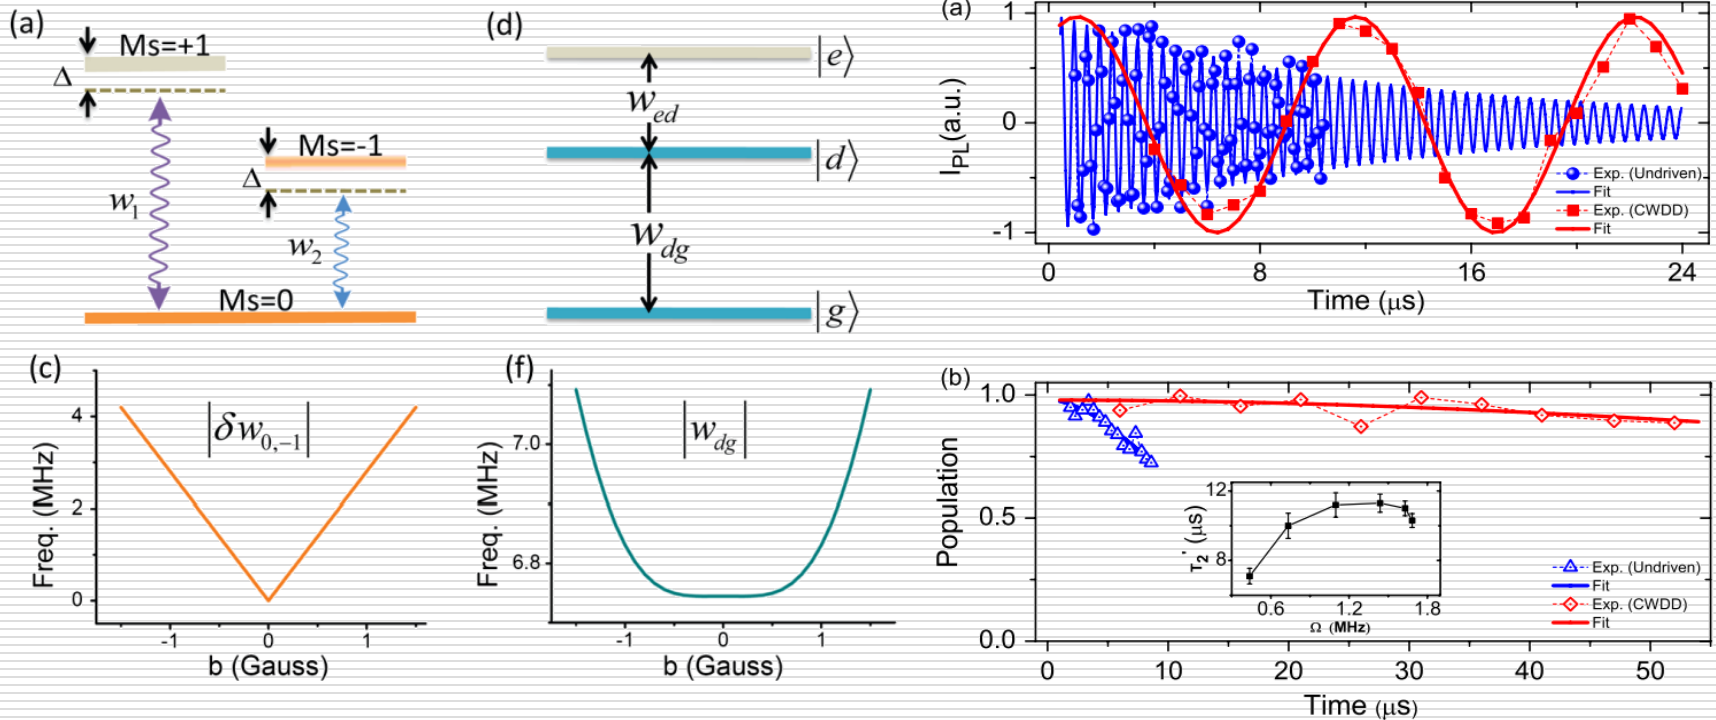 (a)
Ms=+1
Δ
Ms=-1
Δ
w1
w2
Ms=0
(d)
|e⟩
wed
|d⟩
wdg
|g⟩
(c)
|δw0,-1|
Freq. (MHz)
4
2
0
-1
0
1
b (Gauss)
(f)
|wdg|
Freq. (MHz)
7.0
6.8
-1
0
1
b (Gauss)
(a)
IPL(a.u.)
1
0
-1
Exp. (Undriven)
Fit
Exp. (CWDD)
Fit
0
8
16
24
Time (μs)
(b)
Population
1.0
0.5
0.0
T2' (μs)
12
8
0.6
1.2
1.8
Ω (MHz)
Exp. (Undriven)
Fit
Exp. (CWDD)
Fit
0
10
20
30
40
50
Time (μs)